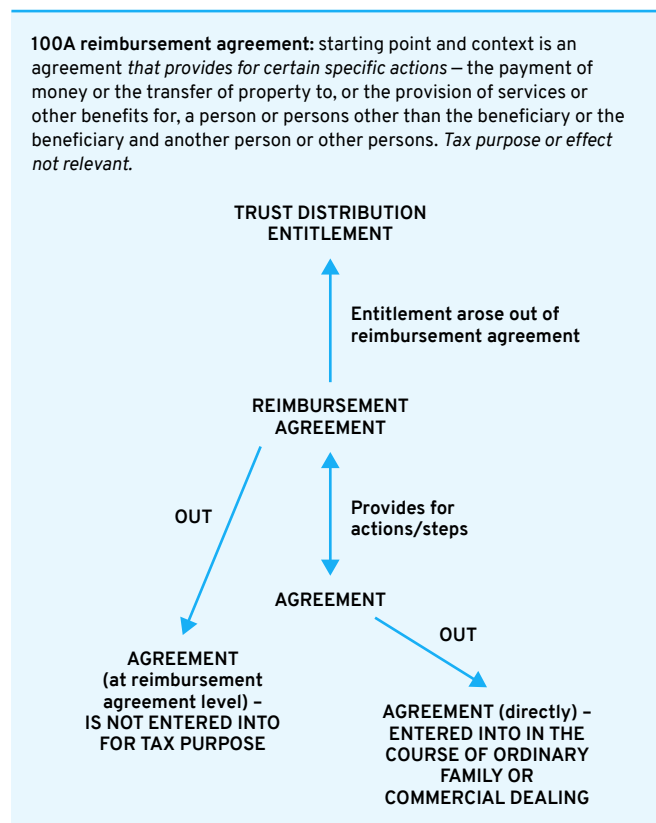 100A reimbursement agreement: starting point and context is an
agreement that provides for certain specific actions — the payment of
money or the transfer of property to, or the provision of services or
other benefits for, a person or persons other than the beneficiary or the
beneficiary and another person or other persons. Tax purpose or effect
not relevant.
TRUST DISTRIBUTION
ENTITLEMENT
Entitlement arose out of
reimbursement agreement
REIMBURSEMENT
AGREEMENT
OUT
Provides for
actions/steps
AGREEMENT
OUT
AGREEMENT
(at reimbursement
agreement level) –
IS NOT ENTERED INTO
FOR TAX PURPOSE
AGREEMENT (directly) –
ENTERED INTO IN THE
COURSE OF ORDINARY
FAMILY OR
COMMERCIAL DEALING